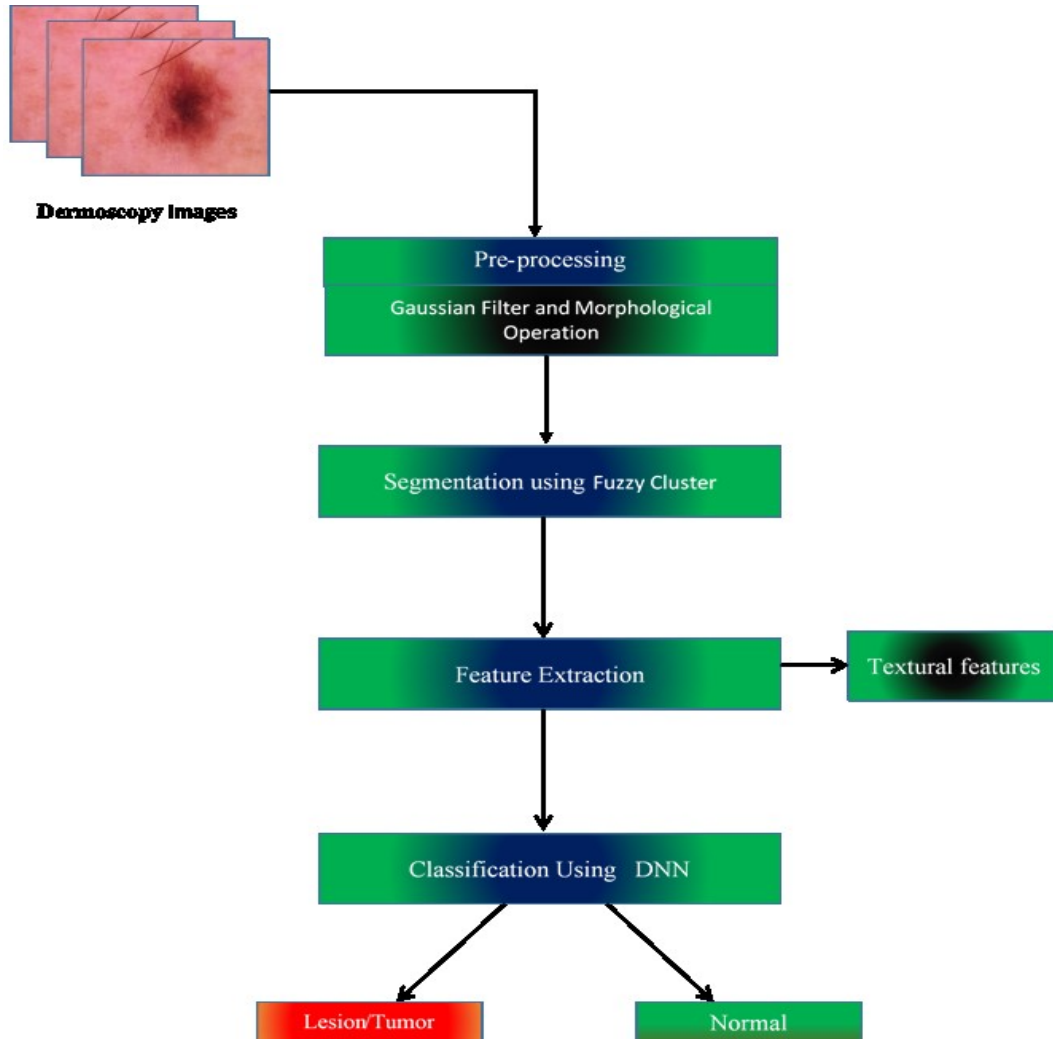 Dermoscopy Images
Pre-processing
Gaussian Filter and Morphological
Operation
Segmentation using Fuzzy Cluster
Feature Extraction
Textural features
Classification Using DNN
Lesion/Tumor
Normal